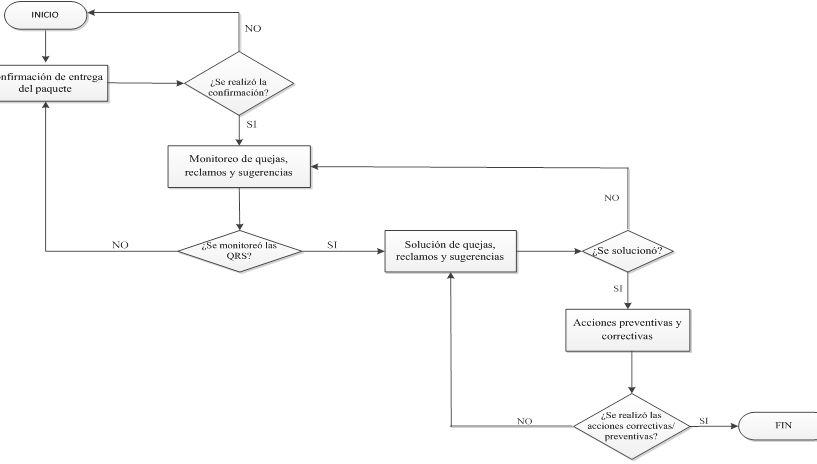 INICIO
NO
onfirmación de entrega
del paquete
¿Se realizó la
confirmación?
SI
Monitoreo de quejas,
reclamos y sugerencias
NO
¿Se monitoreó las
QRS?
SI
Solución de quejas,
reclamos y sugerencias
NO
¿Se solucionó?
SI
Acciones preventivas y
correctivas
NO
¿Se realizó las
acciones correctivas/
preventivas?
SI
FIN